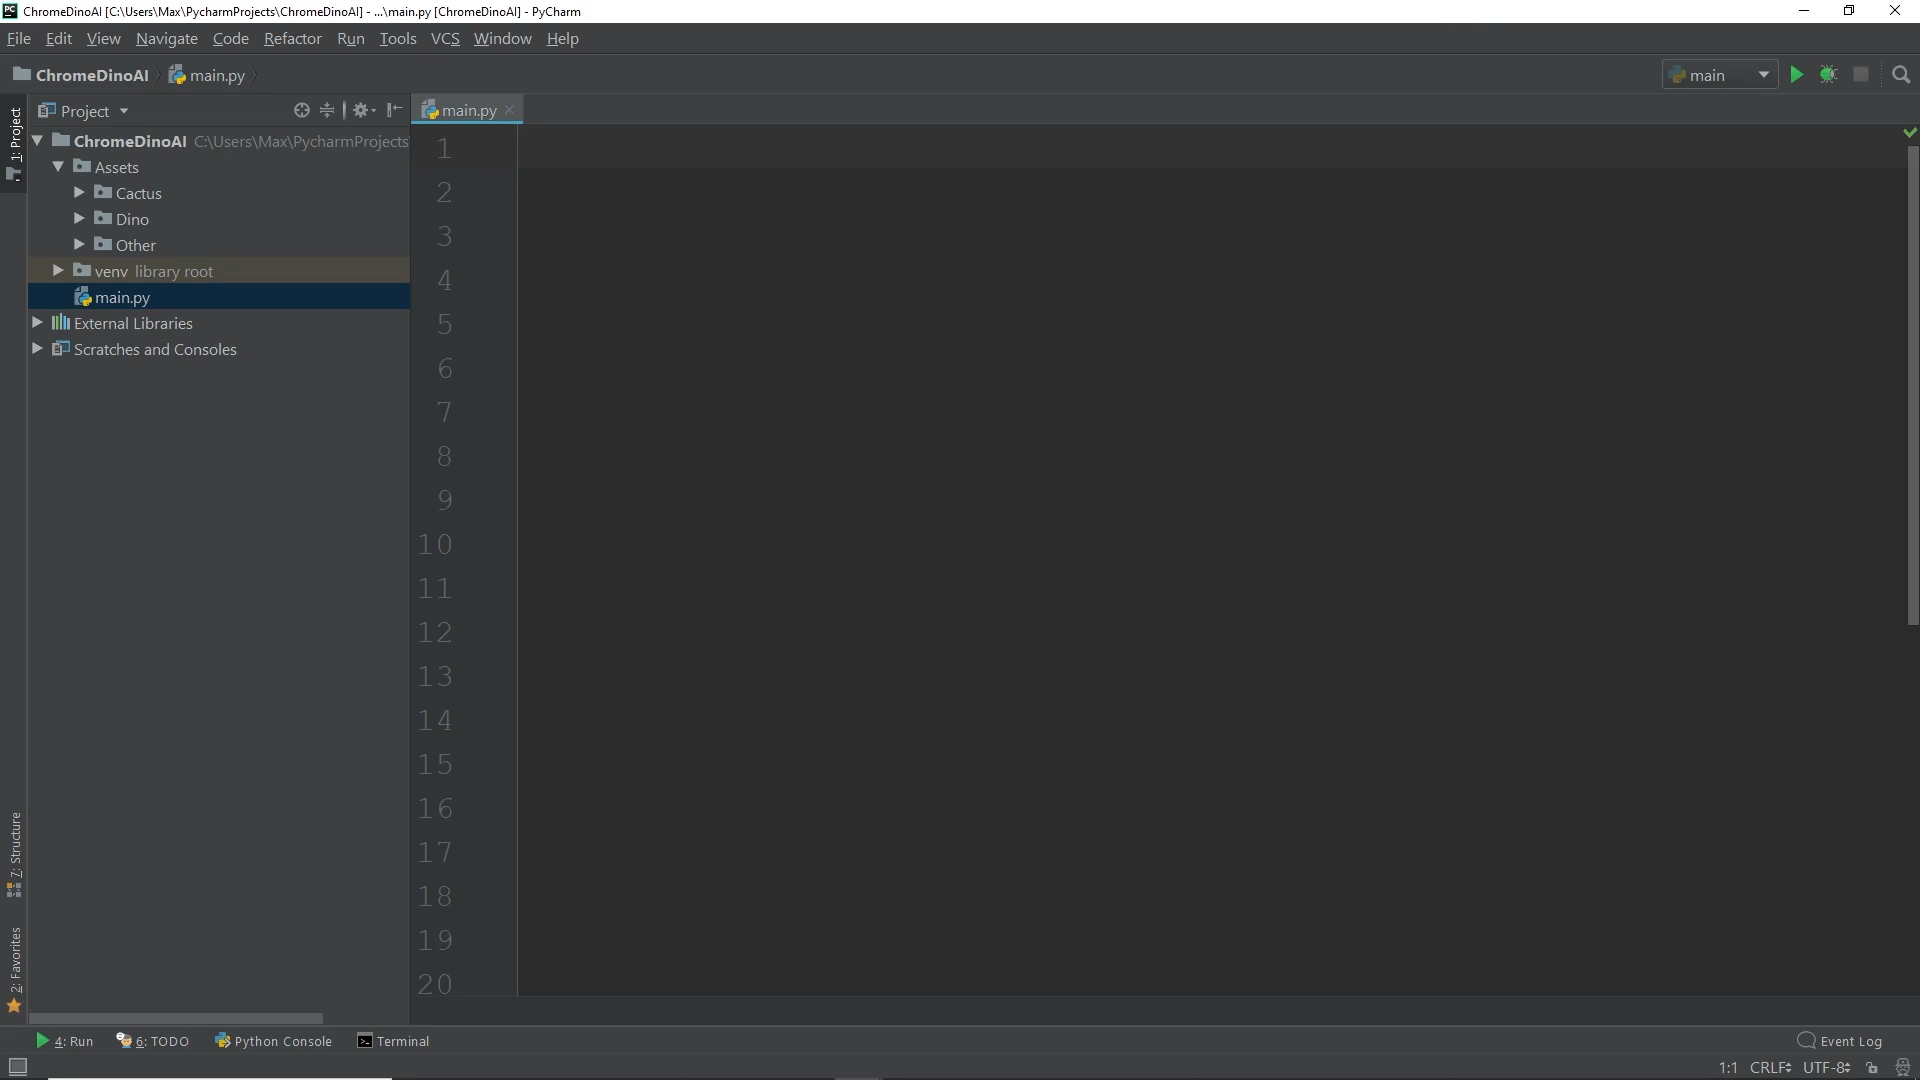 PC ChromeDinoAI [C:\Users\Max\PycharmProjects\ChromeDinoAI] - ...\main.py [ChromeDinoAI] - PyCharm
File Edit View Navigate Code Refactor Run Tools VCS Window Help
ChromeDinoAI main.py main
1: Project
Project
main.py
ChromeDinoAI C:\Users\Max\PycharmProjects
Assets
Cactus
Dino
Other
venv library root
main.py
External Libraries
Scratches and Consoles
1
2
3
4
5
6
7
8
9
10
11
12
13
14
15
16
17
18
19
20
7: Structure
2: Favorites
4: Run 6: TODO Python Console Terminal Event Log
1:1 CRLF UTF-8